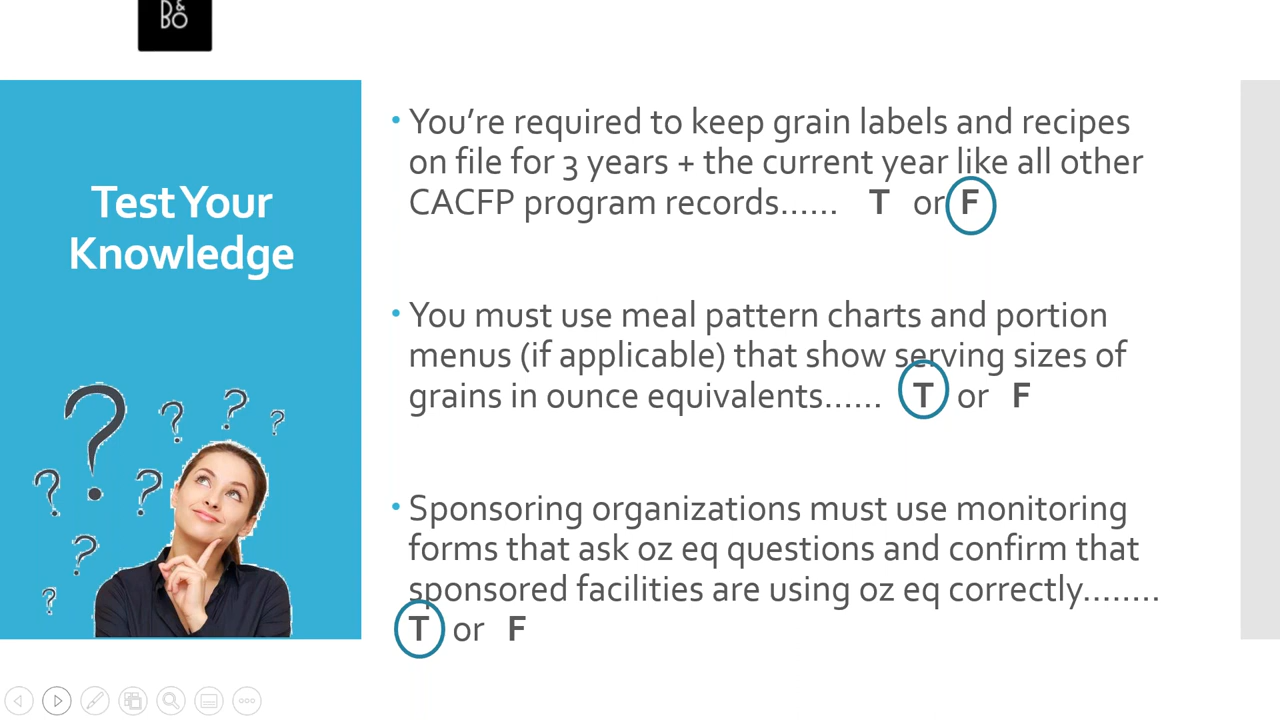 B&
BO
Test Your
Knowledge
• You’re required to keep grain labels and recipes
on file for 3 years + the current year like all other
CACFP program records...... T or F
• You must use meal pattern charts and portion
menus (if applicable) that show serving sizes of
grains in ounce equivalents...... T or F
• Sponsoring organizations must use monitoring
forms that ask oz eq questions and confirm that
sponsored facilities are using oz eq correctly........
T or F
? ? ? ?
? ?
?
?